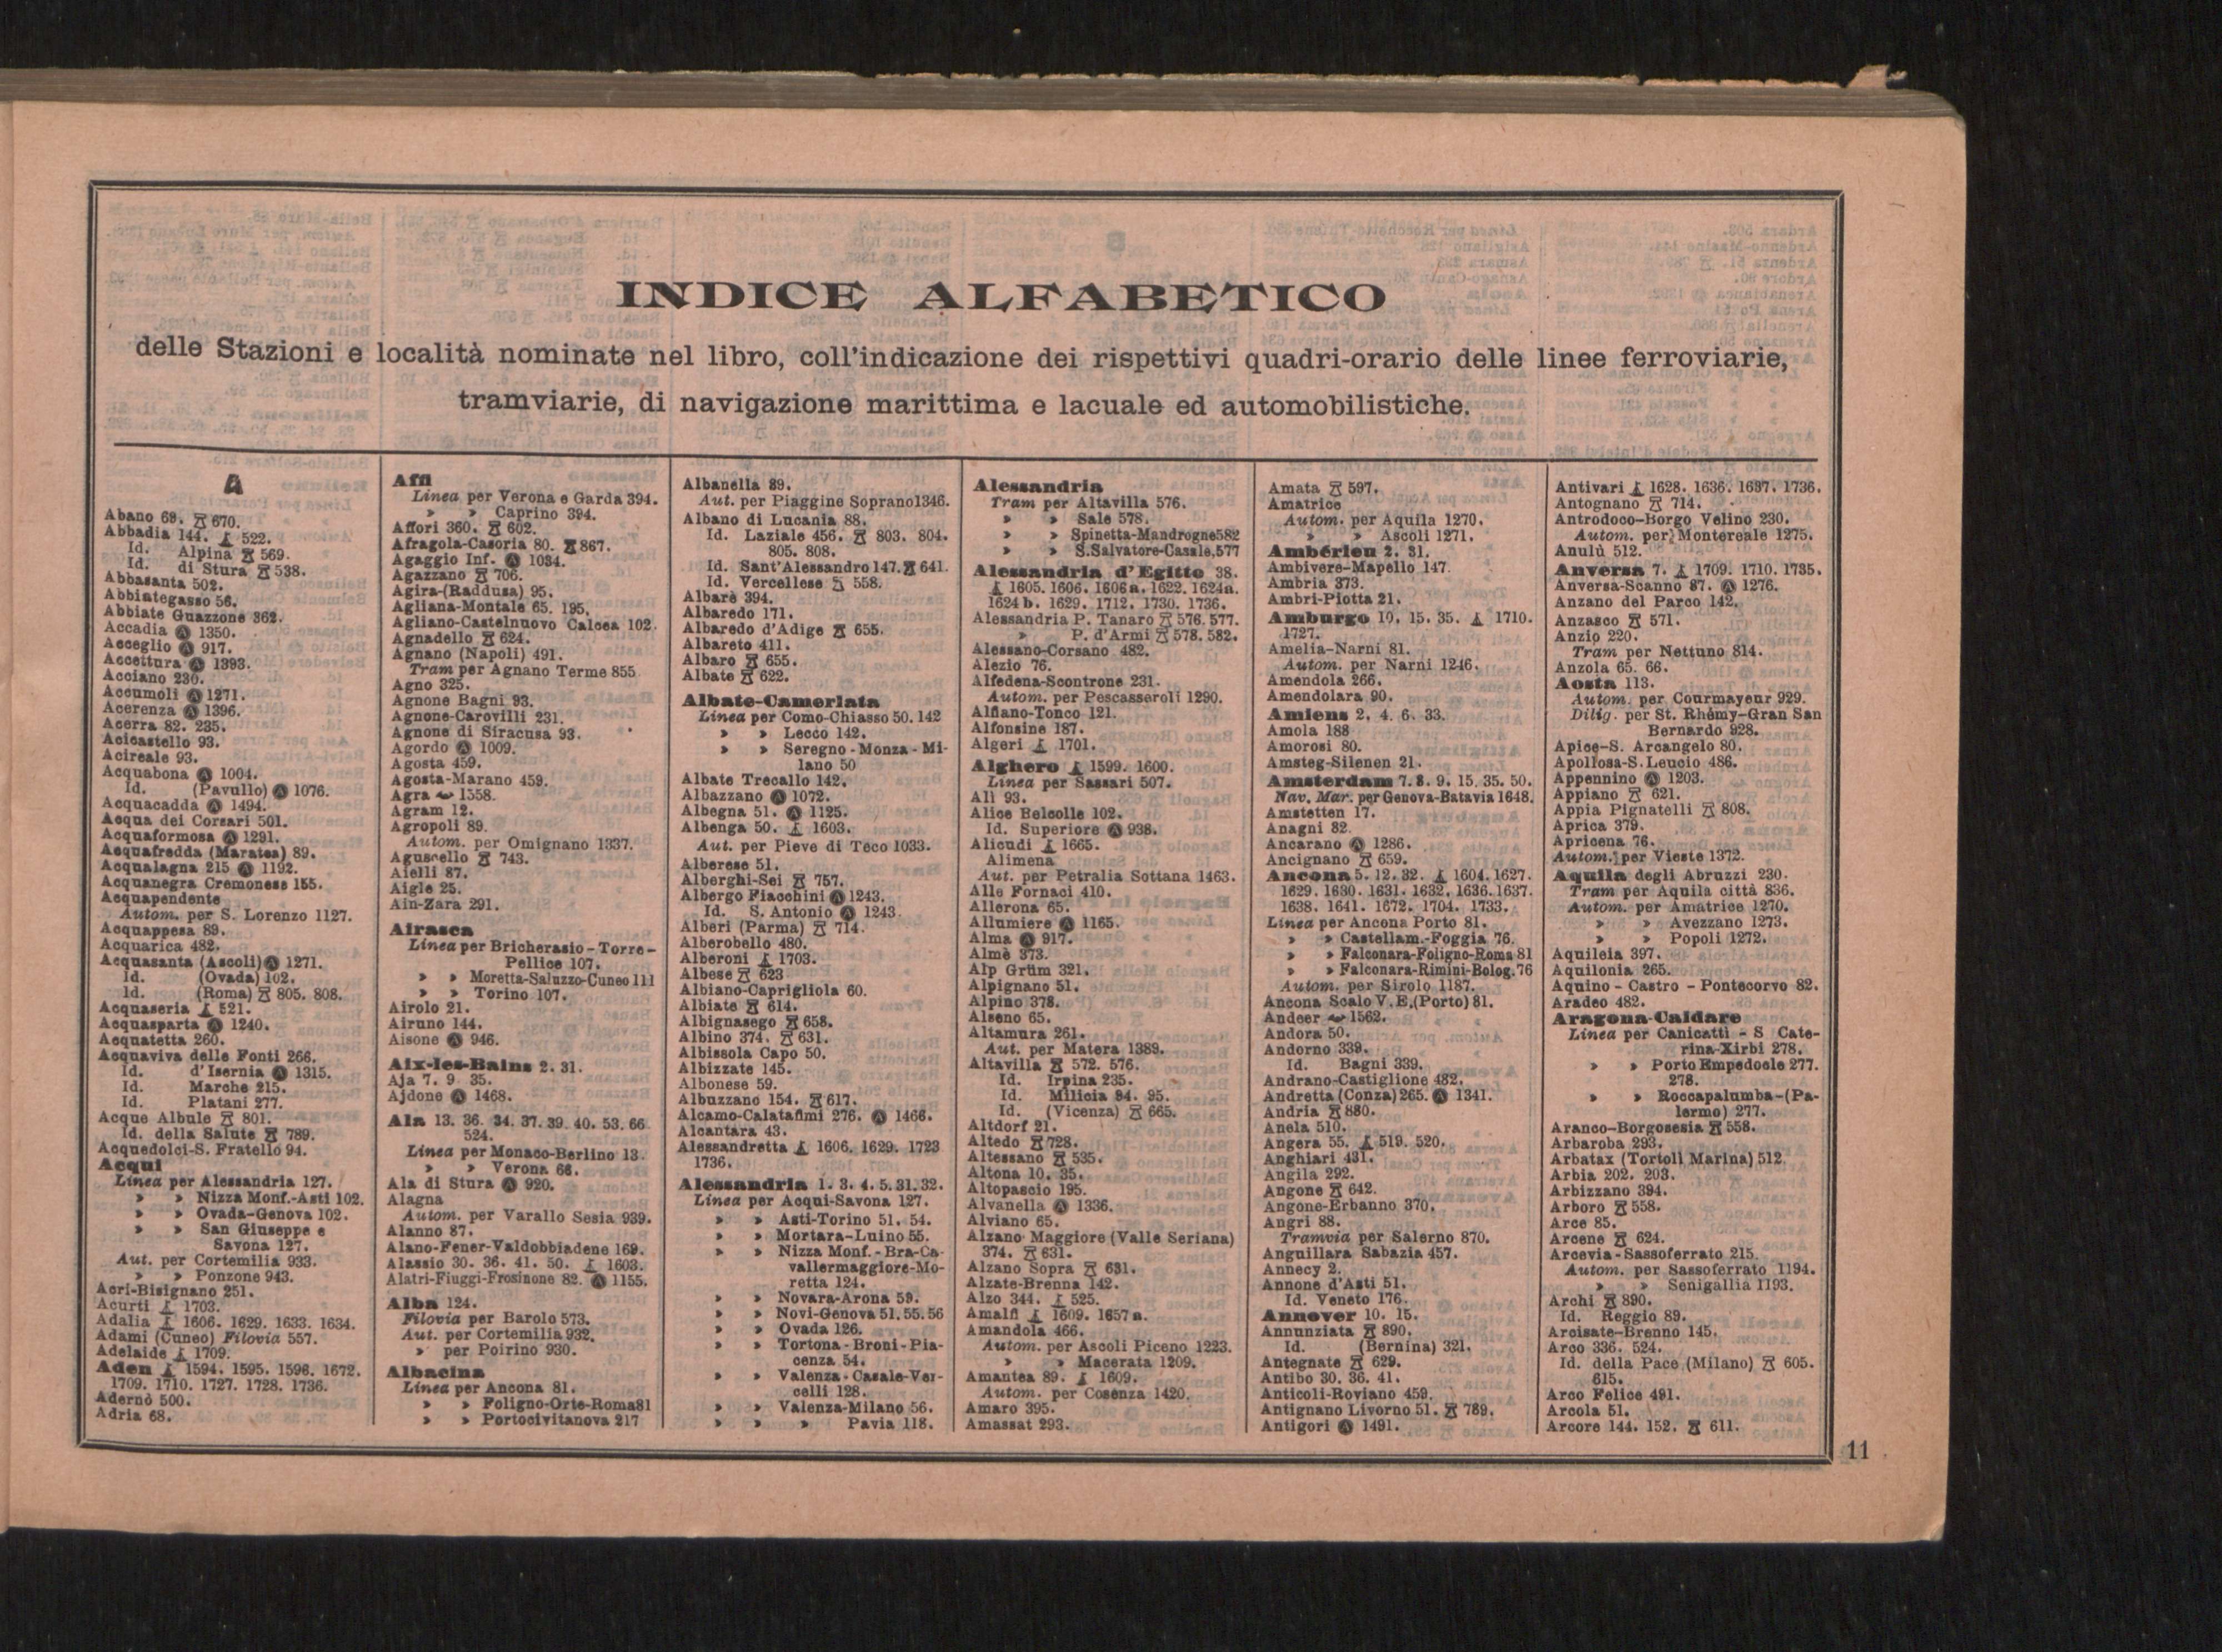 INDICE ALFABETICO
delle Stazioni e località nominate nel libro, coll'indicazione dei rispettivi quadri-orario delle linee ferroviarie,
tramviarie, di navigazione marittima e lacuale ed automobilistiche.
A
Abano 69. 670.
Abbadia 144. 522.
Id. Alpina 569.
Id. di Stura 538.
Abbasanta 502.
Abbiategasso 56.
Abbiate Guazzone 362.
Accadia 1350.
Acceglio 917.
Accettura 1393.
Acciano 230.
Accumoli 1271.
Acerenza 1396.
Acerra 82. 235.
Acicastello 93.
Acireale 93.
Acquabona 1004.
Id. (Pavullo) 1076.
Acquacadda 1494.
Acqua dei Corsari 501.
Acquaformosa 1291.
Acquafredda (Maratea) 89.
Acqualagna 215 1192.
Acquanegra Cremonese 155.
Acquapendente
Autom. per S. Lorenzo 1127.
Acquappesa 89.
Acquarica 482.
Acquasanta (Ascoli) 1271.
Id. (Ovada) 102.
Id. (Roma) 805. 808.
Acquaseria 521.
Acquasparta 1240.
Acquatetta 260.
Acquaviva delle Fonti 266.
Id. d'Isernia 1315.
Id. Marche 215.
Id. Platani 277.
Acque Albule 801.
Id. della Salute 789.
Acquedolci-S. Fratello 94.
Acqui
Linea per Alessandria 127.
» » Nizza Monf.-Asti 102.
» » Ovada-Genova 102.
» » San Giuseppe e
Savona 127.
Aut. per Cortemilia 933.
» » Ponzone 943.
Acri-Bisignano 251.
Acurti 1703.
Adalia 1606. 1629. 1633. 1634.
Adami (Cuneo) Filovia 557.
Adelaide 1709.
Aden 1594. 1595. 1596. 1672.
1709. 1710. 1727. 1728. 1736.
Adernò 500.
Adria 68.
Affi
Linea per Verona e Garda 394.
» » Caprino 394.
Affori 360. 602.
Afragola-Casoria 80. 867.
Agaggio Inf. 1034.
Agazzano 706.
Agira-(Raddusa) 95.
Agliana-Montale 65. 195.
Agliano-Castelnuovo Calcea 102.
Agnadello 624.
Agnano (Napoli) 491.
Tram per Agnano Terme 855
Agno 325.
Agnone Bagni 93.
Agnone-Carovilli 231.
Agnone di Siracusa 93.
Agordo 1009.
Agosta 459.
Agosta-Marano 459.
Agra 1558.
Agram 12.
Agropoli 89.
Autom. per Omignano 1337.
Aguscello 743.
Aielli 87.
Aigle 25.
Ain-Zara 291.
Airasca
Linea per Bricherasio-Torre-
Pellice 107.
» » Moretta-Saluzzo-Cuneo 111
» » Torino 107.
Airolo 21.
Airuno 144.
Aisone 946.
Aix-les-Bains 2. 31.
Aja 7. 9 35.
Ajdone 1468.
Ala 13. 36. 34. 37. 39. 40. 53. 66
524.
Linea per Monaco-Berlino 13
» » Verona 66.
Ala di Stura 920.
Alagna
Autom. per Varallo Sesia 939.
Alanno 87.
Alano-Fener-Valdobbiadene 169.
Alassio 30. 36. 41. 50. 1603.
Alatri-Fiuggi-Frosinone 82. 1155.
Alba 124.
Filovia per Barolo 573.
Aut. per Cortemilia 932.
» per Poirino 930.
Albacina
Linea per Ancona 81.
» » Foligno-Orte-Roma81
» » Portocivitanova 217
Albanella 89.
Aut. per Piaggine Soprano1346.
Albano di Lucania 88.
Id. Laziale 456. 803. 804.
805. 808.
Id. Sant'Alessandro 147. 641.
Id. Vercellese 558.
Albarè 394.
Albaredo 171.
Albaredo d'Adige 655.
Albareto 411.
Albaro 655.
Albate 622.
Albate-Camerlata
Linea per Como-Chiasso 50. 142
» » Lecco 142.
» » Seregno-Monza-Mi-
lano 50
Albate Trecallo 142.
Albazzano 1072.
Albegna 51. 1125.
Albenga 50. 1603.
Aut. per Pieve di Teco 1033.
Alberese 51.
Alberghi-Sei 757.
Albergo Fiacchini 1243.
Id. S. Antonio 1243
Alberi (Parma) 714.
Alberobello 480.
Alberoni 1703.
Albese 623
Albiano-Caprigliola 60.
Albiate 614.
Albignasego 658.
Albino 374. 631.
Albissola Capo 50.
Albizzate 145.
Albonese 59.
Albuzzano 154. 617.
Alcamo-Calatafimi 276. 1466.
Alcantara 43.
Alessandretta 1606. 1629. 1723
1736.
Alessandria 1. 3. 4. 5. 31. 32.
Linea per Acqui-Savona 127.
» » Asti-Torino 51. 54.
» » Mortara-Luino 55.
» » Nizza Monf.-Bra-Ca-
vallermaggiore-Mo-
retta 124.
» » Novara-Arona 59.
» » Novi-Genova 51. 55. 56
» » Ovada 126.
» » Tortona-Broni-Pia-
cenza 54.
» » Valenza-Casale-Ver-
celli 128.
» » Valenza-Milano 56.
» » » Pavia 118.
Alessandria
Tram per Altavilla 576.
» » Sale 578.
» » Spinetta-Mandrogne582
» » S.Salvatore-Casale,577
Alessandria d'Egitto 38.
1605. 1606. 1606a. 1622. 1624a.
1624b. 1629. 1712. 1730. 1736.
Alessandria P. Tanaro 576. 577.
» P. d'Armi 578. 582.
Alessano-Corsano 482.
Alezio 76.
Alfedena-Scontrone 231.
Autom. per Pescasseroli 1290.
Alfiano-Tonco 121.
Alfonsine 187.
Algeri 1701.
Alghero 1599. 1600.
Linea per Sassari 507.
Alì 93.
Alice Belcolle 102.
Id. Superiore 938.
Alicudi 1665.
Alimena
Aut. per Petralia Sottana 1463.
Alle Fornaci 410.
Allerona 65.
Allumiere 1165.
Alma 917.
Almè 373.
Alp Grüm 321.
Alpignano 51.
Alpino 378.
Alseno 65.
Altamura 261.
Aut. per Matera 1389.
Altavilla 572. 576.
Id. Irpina 235.
Id. Milicia 94. 95.
Id. (Vicenza) 665.
Altdorf 21.
Altedo 728.
Altessano 535.
Altona 10. 35.
Altopascio 195.
Alvanella 1336.
Alviano 65.
Alzano Maggiore (Valle Seriana)
374. 631.
Alzano Sopra 631.
Alzate-Brenna 142.
Alzo 344. 525.
Amalfi 1609. 1657a.
Amandola 466.
Autom. per Ascoli Piceno 1223.
» » Macerata 1209.
Amantea 89. 1609.
Autom. per Cosenza 1420.
Amaro 395.
Amassat 293.
Amata 597.
Amatrice
Autom. per Aquila 1270.
» » Ascoli 1271.
Ambérieu 2. 31.
Ambivere-Mapello 147.
Ambria 373.
Ambri-Piotta 21.
Amburgo 10. 15. 35. 1710.
1727.
Amelia-Narni 81.
Autom. per Narni 1246.
Amendola 266.
Amendolara 90.
Amiens 2. 4. 6. 33.
Amola 188
Amorosi 80.
Amsteg-Silenen 21.
Amsterdam 7. 8. 9. 15. 35. 50.
Nav. Mar. per Genova-Batavia 1648.
Amstetten 17.
Anagni 82.
Ancarano 1286.
Ancignano 659.
Ancona 5. 12. 32. 1604. 1627.
1629. 1630. 1631. 1632. 1636. 1637.
1638. 1641. 1672. 1704. 1733.
Linea per Ancona Porto 81.
» » Castellam.-Foggia 76.
» » Falconara-Foligno-Roma 81
» » Falconara-Rimini-Bolog. 76
Autom. per Sirolo 1187.
Ancona Scalo V. E. (Porto) 81.
Andeer 1562.
Andora 50.
Andorno 339.
Id. Bagni 339.
Andrano-Castiglione 482.
Andretta (Conza) 265. 1341.
Andria 880.
Anela 510.
Angera 55. 519. 520.
Anghiari 431.
Angila 292.
Angone 642.
Angone-Erbanno 370.
Angri 88.
Tramvia per Salerno 870.
Anguillara Sabazia 457.
Annecy 2.
Annone d'Asti 51.
Id. Veneto 176.
Annover 10. 15.
Annunziata 890.
Id. (Bernina) 321.
Antegnate 629.
Antibo 30. 36. 41.
Anticoli-Roviano 459.
Antignano Livorno 51. 789.
Antigori 1491.
Antivari 1628. 1636. 1697. 1736.
Antognano 714.
Antrodoco-Borgo Velino 230.
Autom. per Montereale 1275.
Anulù 512.
Anversa 7. 1709. 1710. 1735.
Anversa-Scanno 87. 1276.
Anzano del Parco 142.
Anzasco 571.
Anzio 220.
Tram per Nettuno 814.
Anzola 65. 66.
Aosta 113.
Autom. per Courmayeur 929.
Dilig. per St. Rhémy-Gran San
Bernardo 928.
Apice-S. Arcangelo 80.
Apollosa-S. Leucio 486.
Appennino 1203.
Appiano 621.
Appia Pignatelli 808.
Aprica 379.
Apricena 76.
Autom. per Vieste 1372.
Aquila degli Abruzzi 230.
Tram per Aquila città 836.
Autom. per Amatrice 1270.
» » Avezzano 1273.
» » Popoli 1272.
Aquileia 397.
Aquilonia 265.
Aquino - Castro - Pontecorvo 82.
Aradeo 482.
Aragona-Caldare
Linea per Canicatti - S Cate-
rina-Xirbi 278.
» » Porto Empedocle 277.
278.
» » Roccapalumba-(Pa-
lermo) 277.
Aranco-Borgosesia 558.
Arbaroba 293.
Arbatax (Tortoli Marina) 512
Arbia 202. 203.
Arbizzano 394.
Arboro 558.
Arce 85.
Arcene 624.
Arcevia-Sassoferrato 215.
Autom. per Sassoferrato 1194.
» » Senigallia 1193.
Archi 890.
Id. Reggio 89.
Arcisate-Brenno 145.
Arco 336. 524.
Id. della Pace (Milano) 605.
615.
Arco Felice 491.
Arcola 51.
Arcore 144. 152. 611.
11